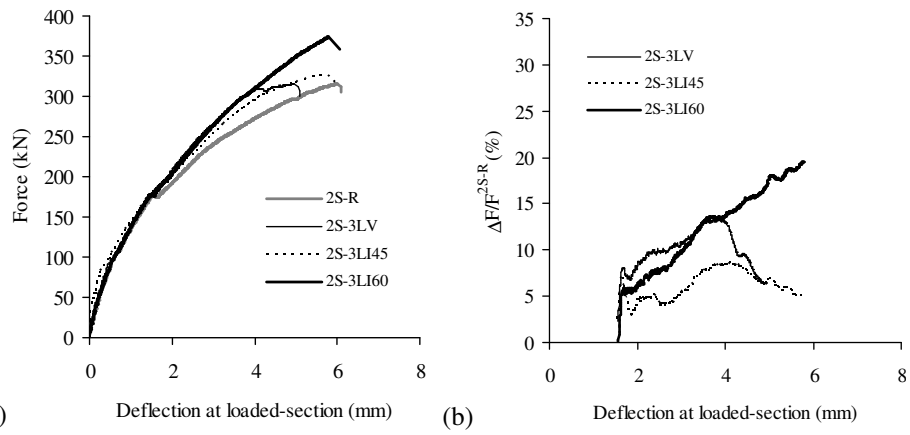 400
350
300
250
200
150
100
50
0
Force (kN)
2S-R
2S-3LV
2S-3LI45
2S-3LI60
0 2 4 6 8
Deflection at loaded-section (mm)
)
(b)
35
30
25
20
15
10
5
0
ΔF/F^2S-R (%)
2S-3LV
2S-3LI45
2S-3LI60
0 2 4 6 8
Deflection at loaded-section (mm)